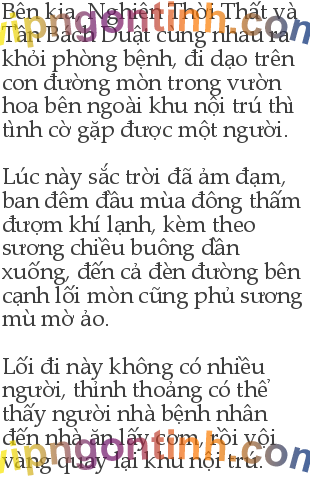 Bên kia, Nghiên Thời Thất và
Tần Bách Duật cùng nhau ra
khỏi phòng bệnh, đi dạo trên
con đường mòn trong vườn
hoa bên ngoài khu nội trú thì
tình cờ gặp được một người.
Lúc này sắc trời đã ảm đạm,
ban đêm đầu mùa đông thấm
đượm khí lạnh, kèm theo
sương chiều buông dần
xuống, đến cả đèn đường bên
cạnh lối mòn cũng phủ sương
mù mờ ảo.
Lối đi này không có nhiều
người, thỉnh thoảng có thể
thấy người nhà bệnh nhân
đến nhà ăn lấy cơm, rồi vội
vàng quay lại khu nội trú.
vipngontinh.com
vipngontinh.com